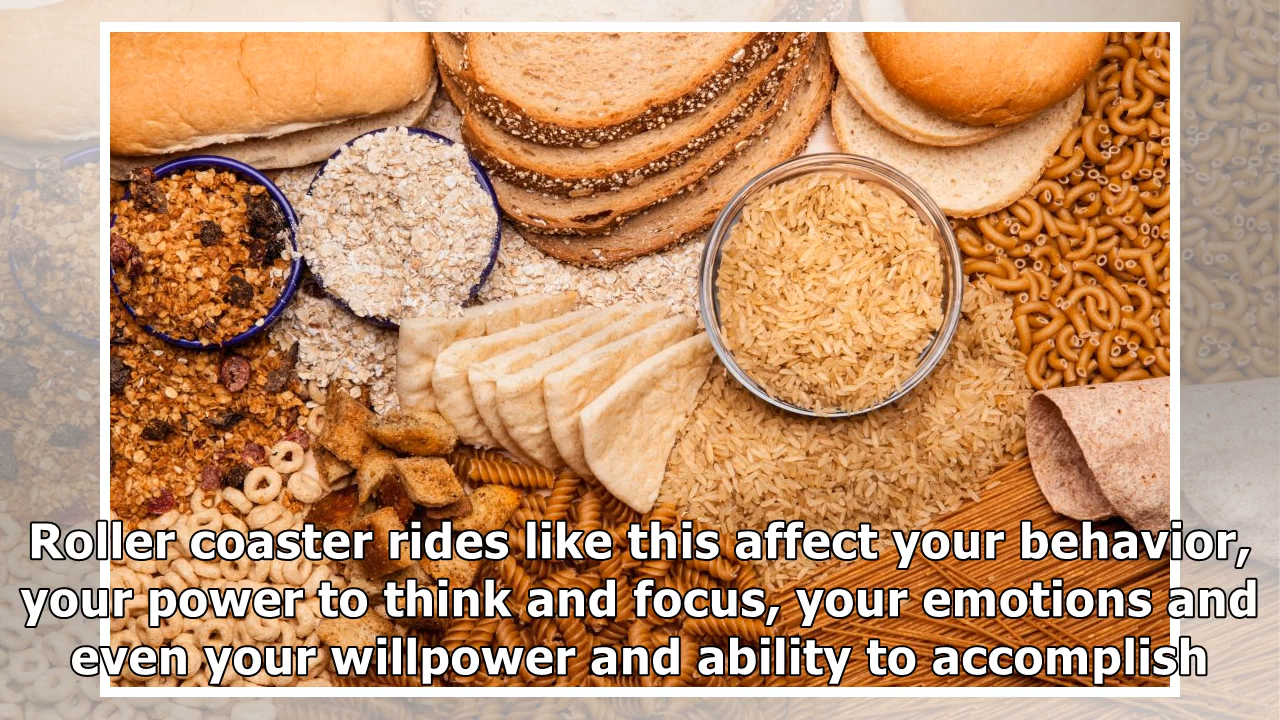 Roller coaster rides like this affect your behavior,
your power to think and focus, your emotions and
even your willpower and ability to accomplish